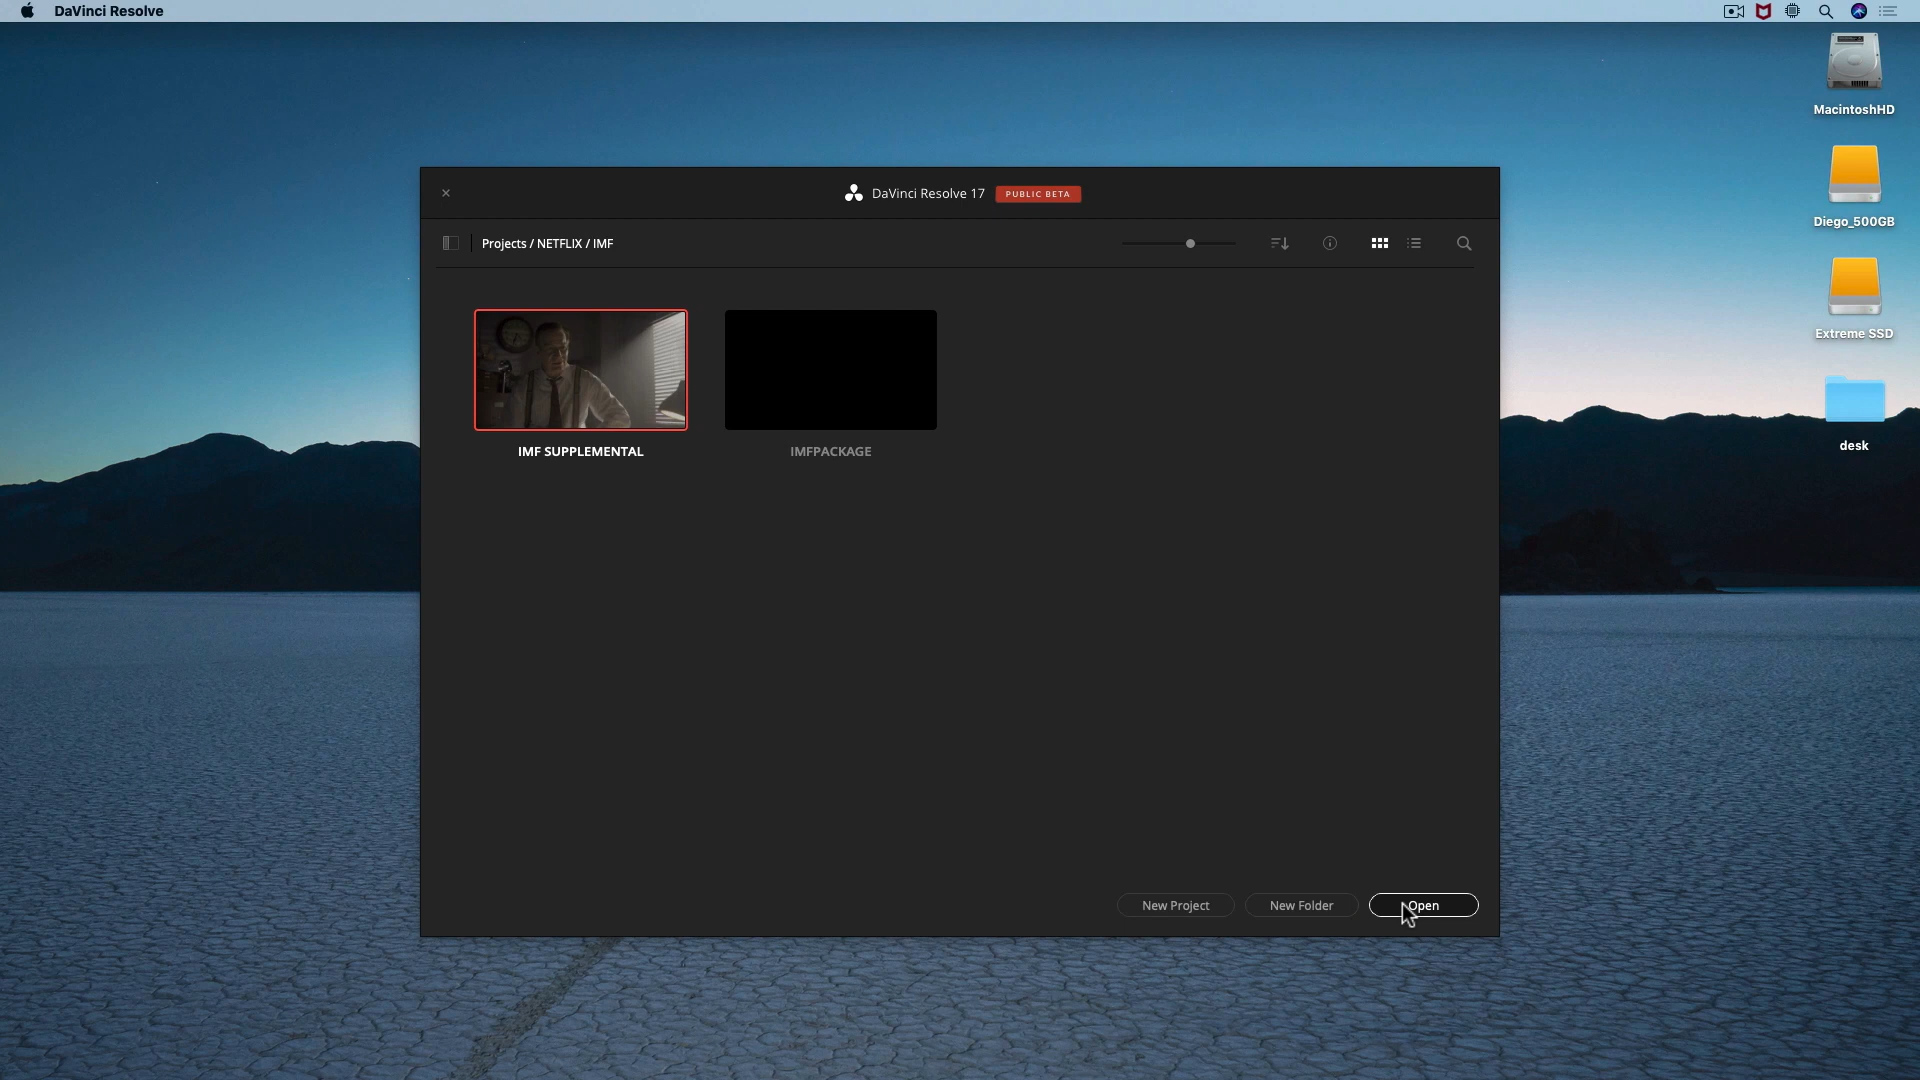 DaVinci Resolve
MacintoshHD
Diego_500GB
Extreme SSD
desk
DaVinci Resolve 17 PUBLIC BETA
Projects / NETFLIX / IMF
IMF SUPPLEMENTAL
IMFPACKAGE
New Project
New Folder
Open